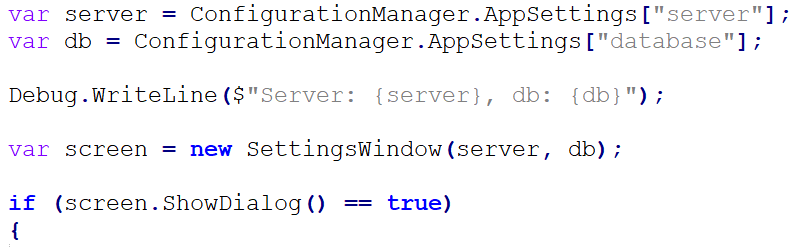 var server = ConfigurationManager.AppSettings["server"];
var db = ConfigurationManager.AppSettings["database"];
Debug.WriteLine($"Server: {server}, db: {db}");
var screen = new SettingsWindow(server, db);
if (screen.ShowDialog() == true)
{